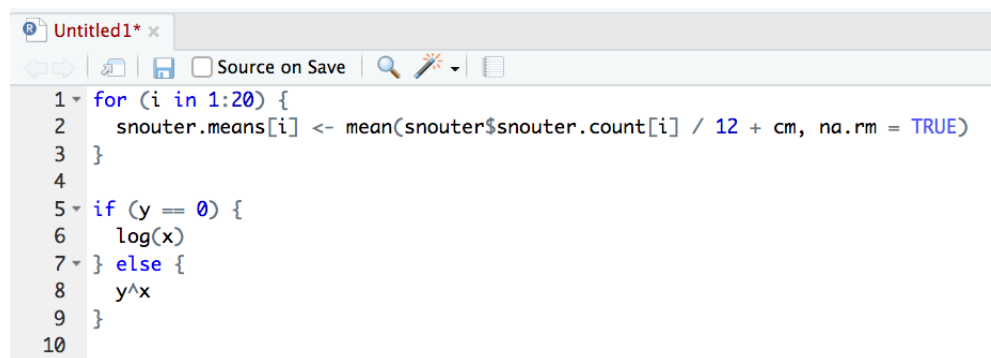 R Untitled1* ×
Source on Save
1 for (i in 1:20) {
2   snouter.means[i] <- mean(snouter$snouter.count[i] / 12 + cm, na.rm = TRUE)
3 }
4
5 if (y == 0) {
6   log(x)
7 } else {
8   y^x
9 }
10